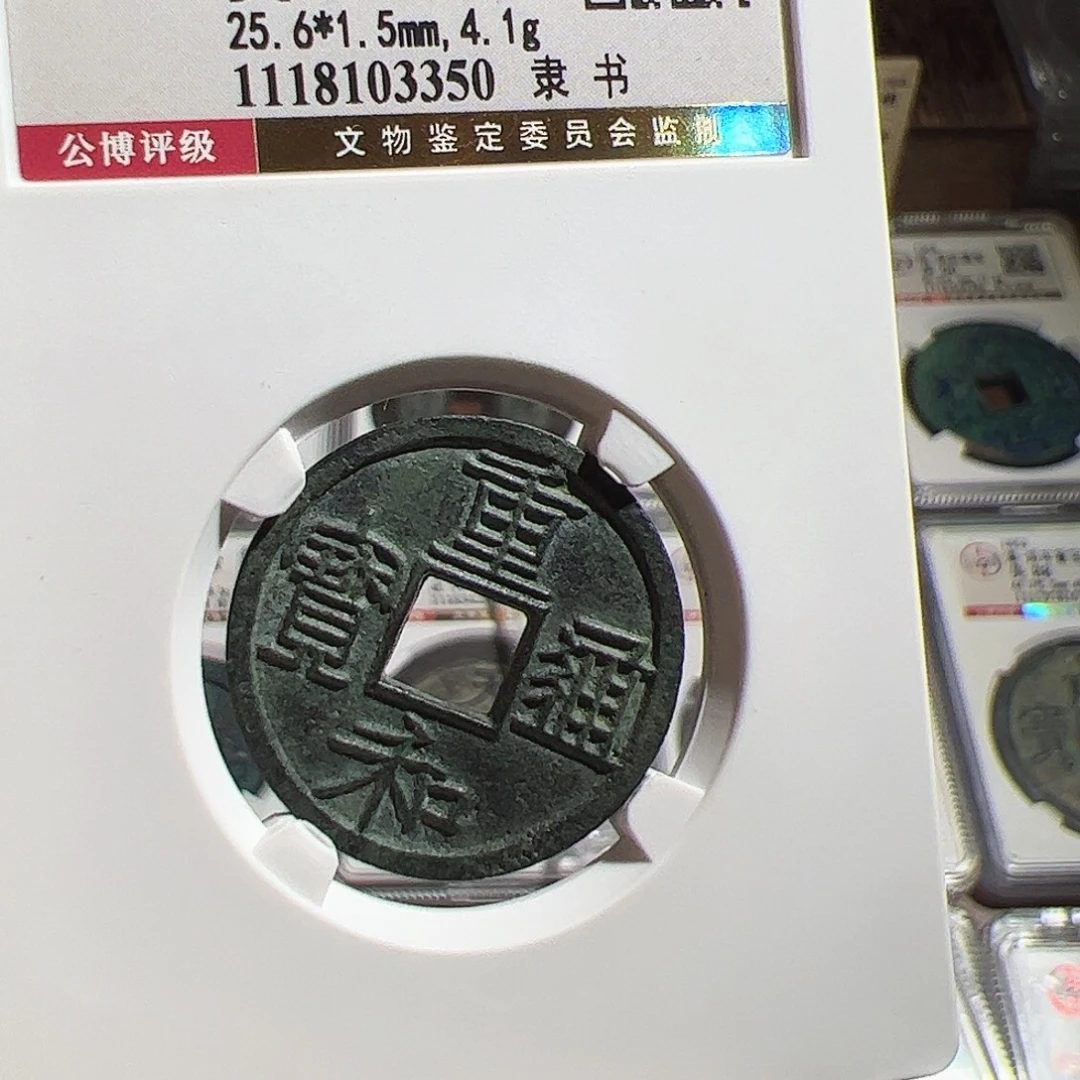 25.6*1.5mm,4.1g
1118103350 隶书
公博评级 文物鉴定委员会监制
重
寳 通
和